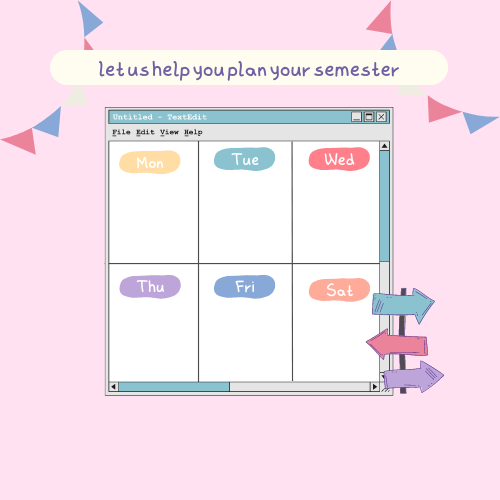 let us help you plan your semester
Untitled - TextEdit
File Edit View Help
Mon Tue Wed
Thu Fri Sat